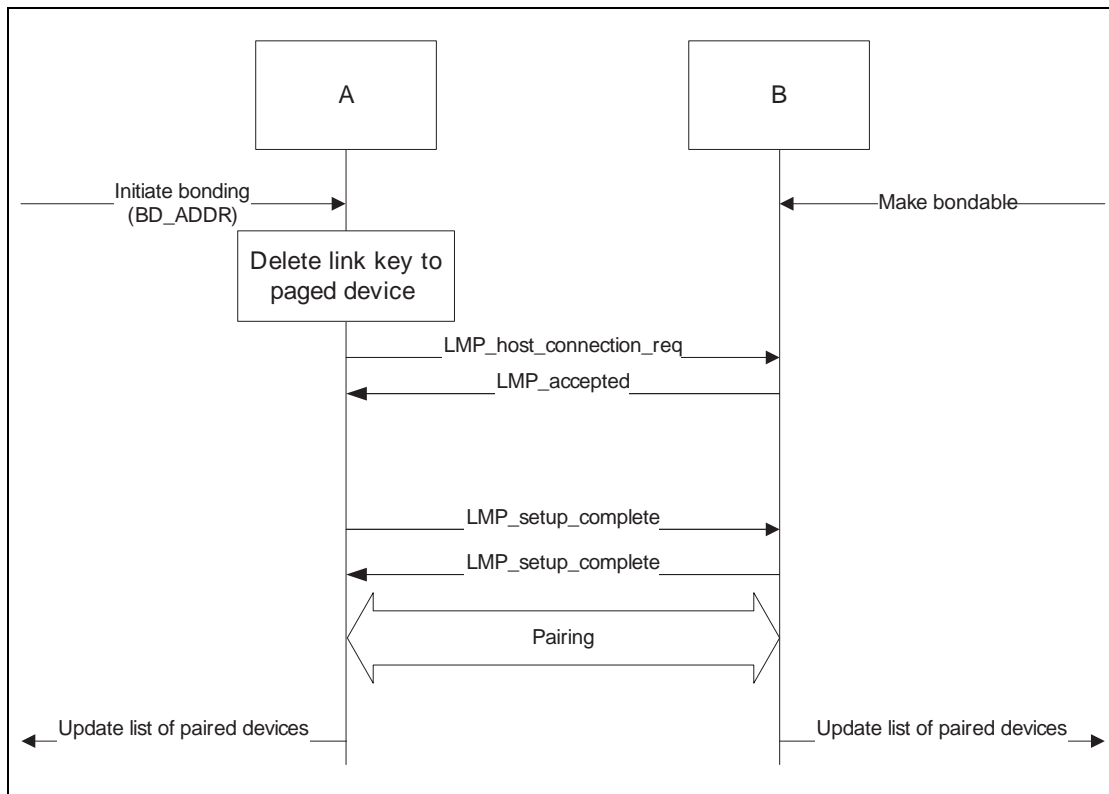 A
B
Initiate bonding
(BD_ADDR)
Make bondable
Delete link key to
paged device
LMP_host_connection_req
LMP_accepted
LMP_setup_complete
LMP_setup_complete
Pairing
Update list of paired devices
Update list of paired devices